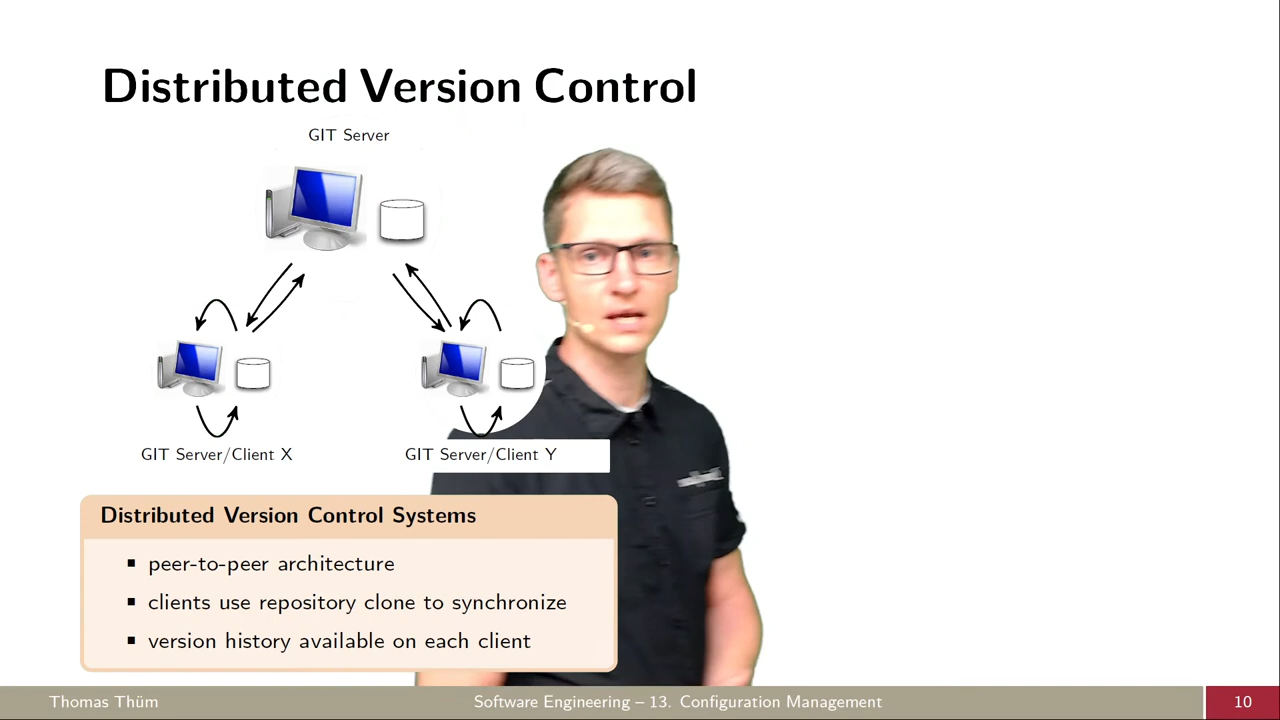 Distributed Version Control
GIT Server
GIT Server/Client X
GIT Server/Client Y
Distributed Version Control Systems
▪ peer-to-peer architecture
▪ clients use repository clone to synchronize
▪ version history available on each client
Thomas Thüm
Software Engineering – 13. Configuration Management
10